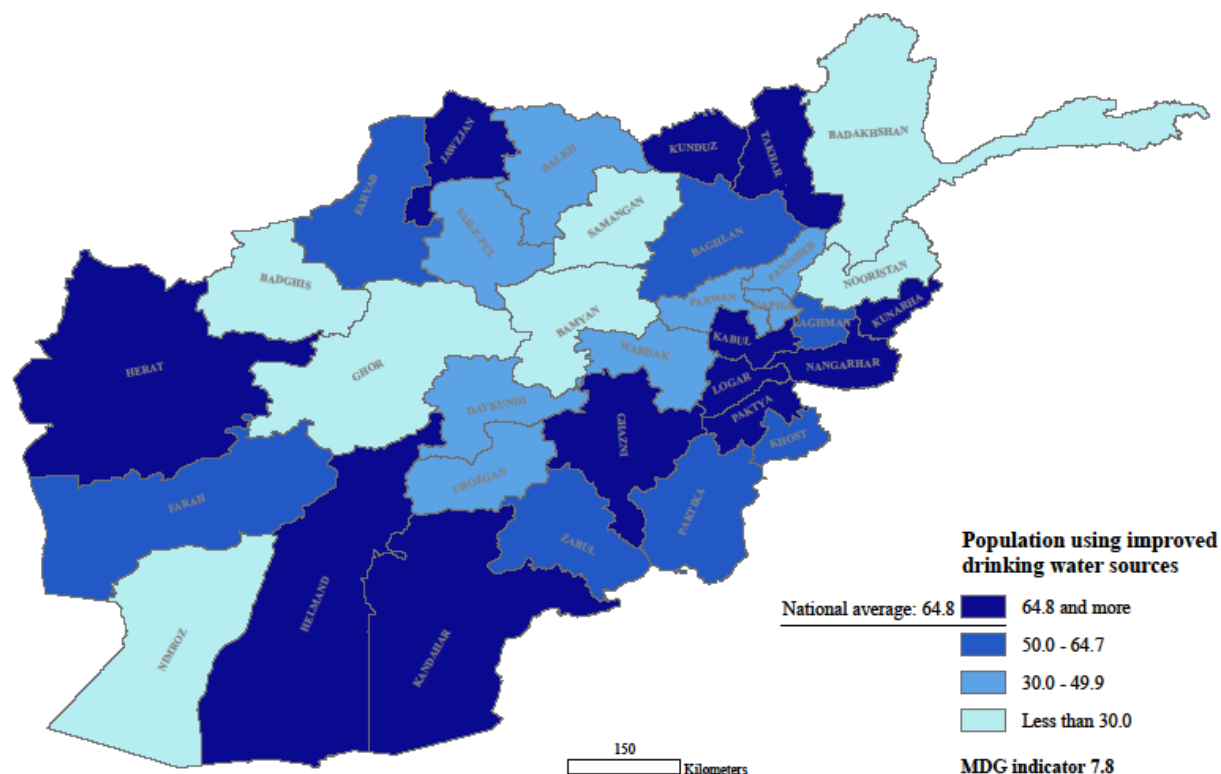 JAWZJAN
BALKH
KUNDUZ
TAKHAR
BADAKHSHAN
FARYAB
SAR-E-PUL
SAMANGAN
BAGHLAN
PANJSHER
NOORISTAN
BADGHIS
BAMYAN
PARWAN
KAPISA
LAGHMAN
KUNARHA
HERAT
GHOR
WARDAK
KABUL
NANGARHAR
DAYKUNDI
LOGAR
PAKTYA
GHAZNI
KHOST
UROZGAN
FARAH
PAKTIKA
ZABUL
HELMAND
NIMROZ
KANDAHAR
Population using improved
drinking water sources
National average: 64.8
64.8 and more
50.0 - 64.7
30.0 - 49.9
Less than 30.0
150
Kilometers
MDG indicator 7.8